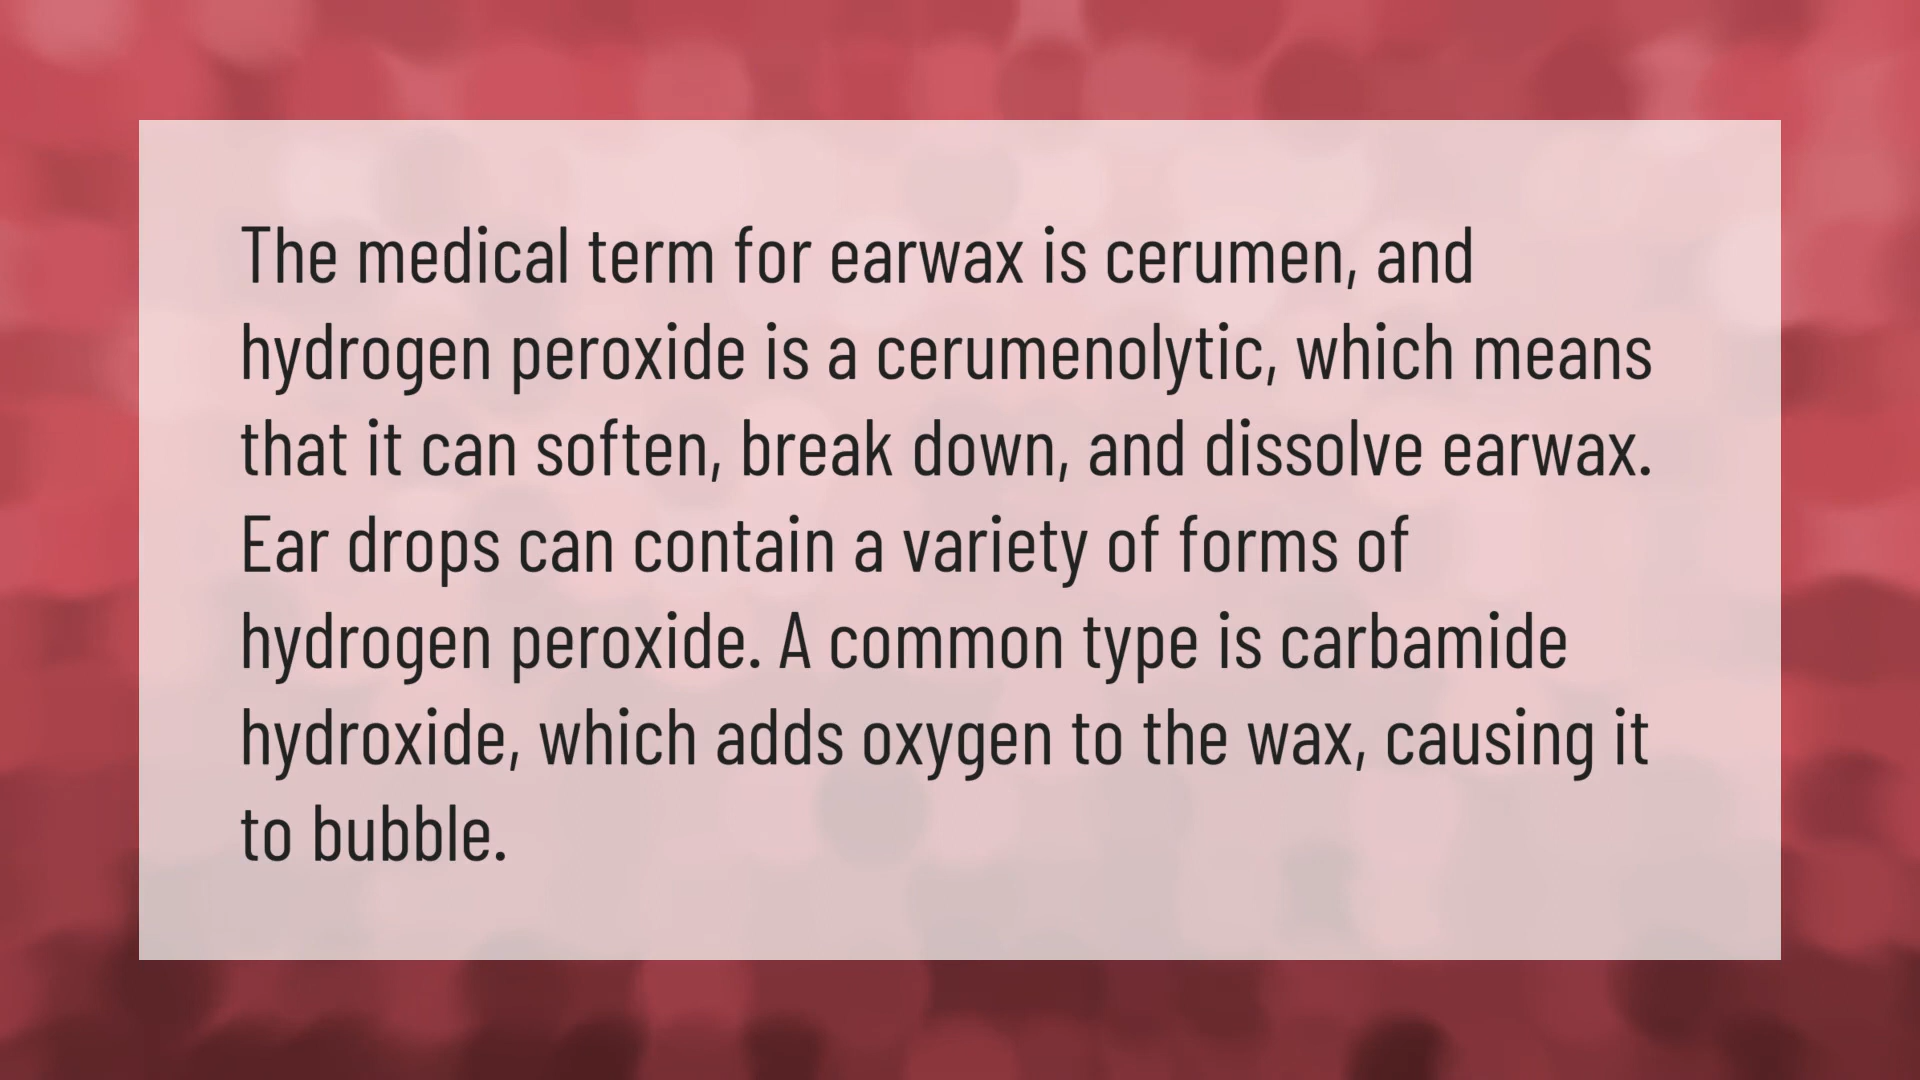 The medical term for earwax is cerumen, and
hydrogen peroxide is a cerumenolytic, which means
that it can soften, break down, and dissolve earwax.
Ear drops can contain a variety of forms of
hydrogen peroxide. A common type is carbamide
hydroxide, which adds oxygen to the wax, causing it
to bubble.